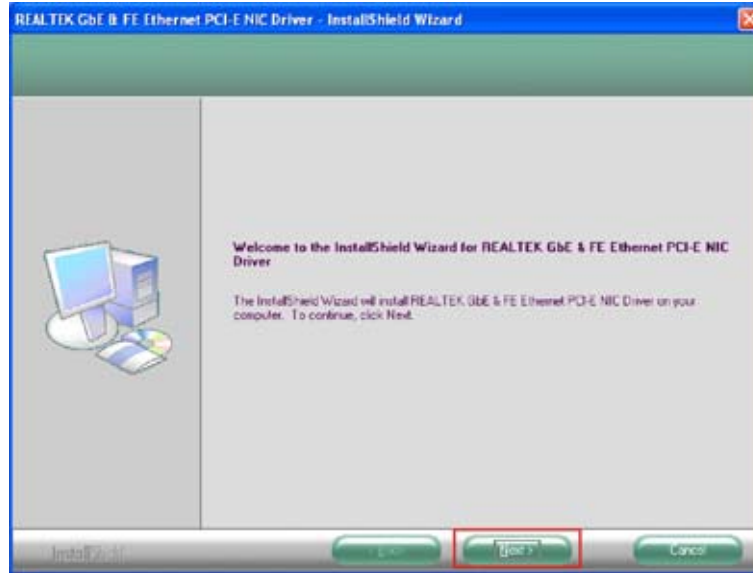 REALTEK GbE & FE Ethernet PCI-E NIC Driver - InstallShield Wizard
Welcome to the InstallShield Wizard for REALTEK GbE & FE Ethernet PCI-E NIC
Driver
The InstallShield Wizard will install REALTEK GbE & FE Ethernet PCI-E NIC Driver on your
computer. To continue, click Next.
InstallShield
Next >
Cancel